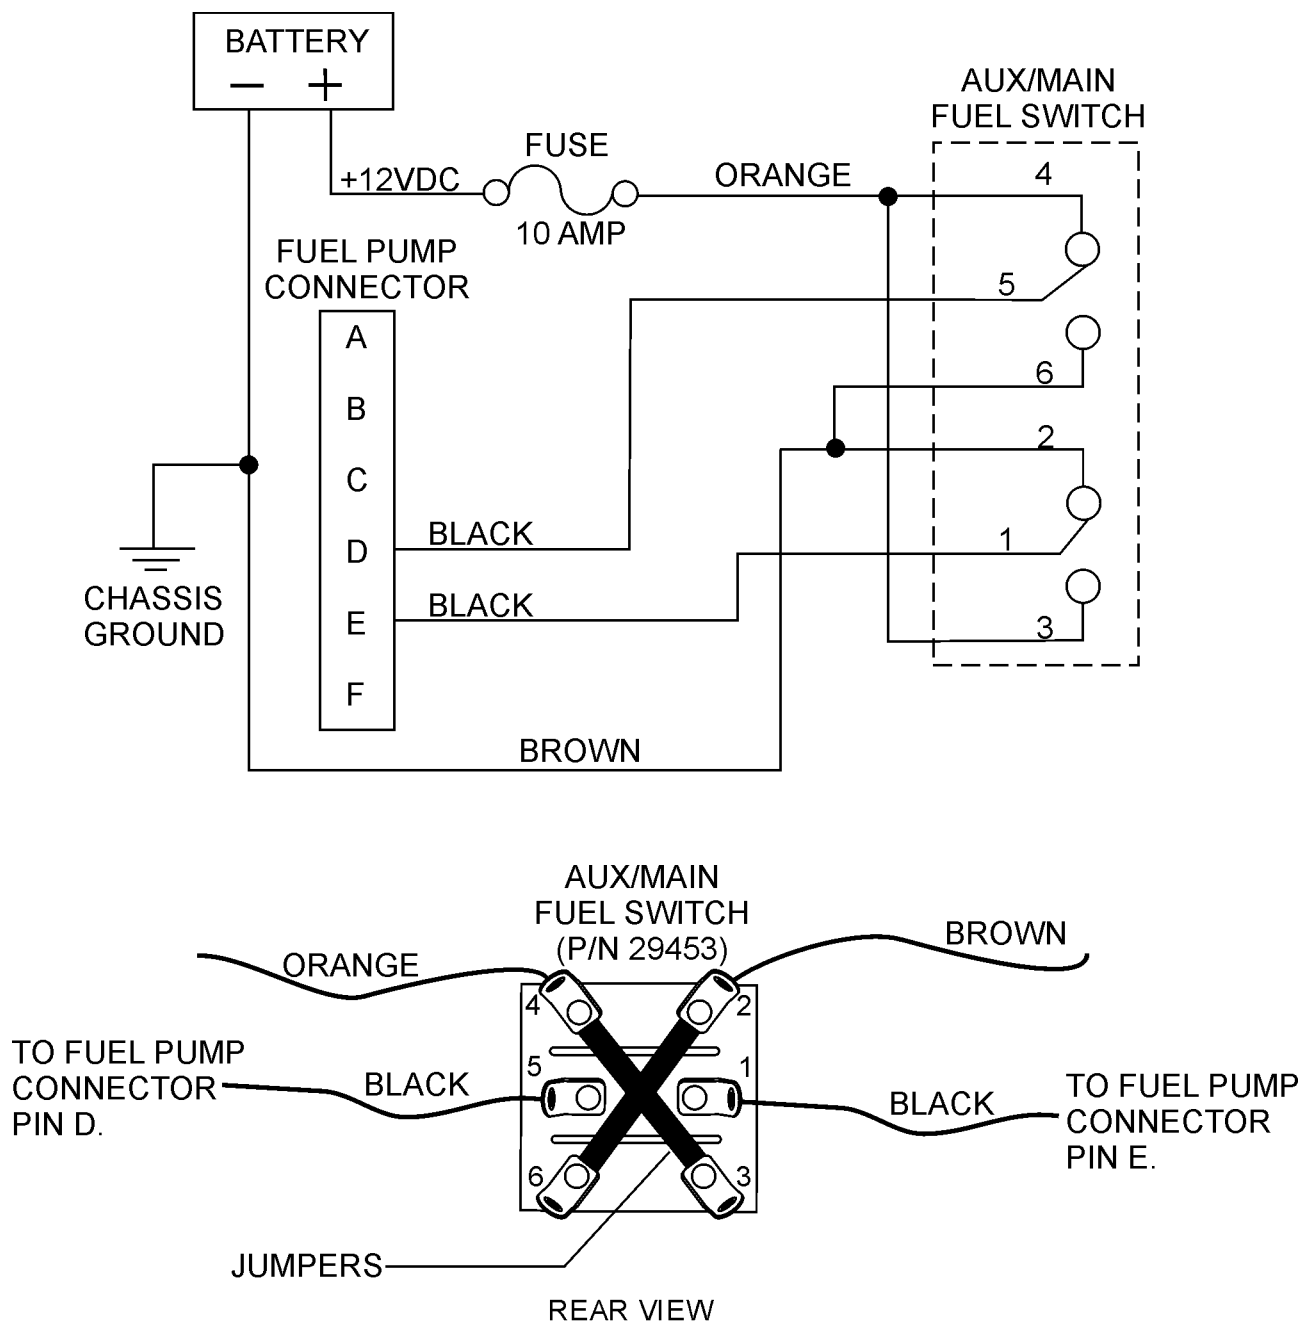 BATTERY
− +
AUX/MAIN
FUEL SWITCH
FUSE
+12VDC
ORANGE
4
10 AMP
FUEL PUMP
CONNECTOR
5
A
6
B
2
C
BLACK
D
1
CHASSIS
GROUND
BLACK
E
3
F
BROWN
AUX/MAIN
FUEL SWITCH
(P/N 29453)
BROWN
ORANGE
4
2
TO FUEL PUMP
CONNECTOR
PIN D.
BLACK
5
1
BLACK
TO FUEL PUMP
CONNECTOR
PIN E.
6
3
JUMPERS
REAR VIEW